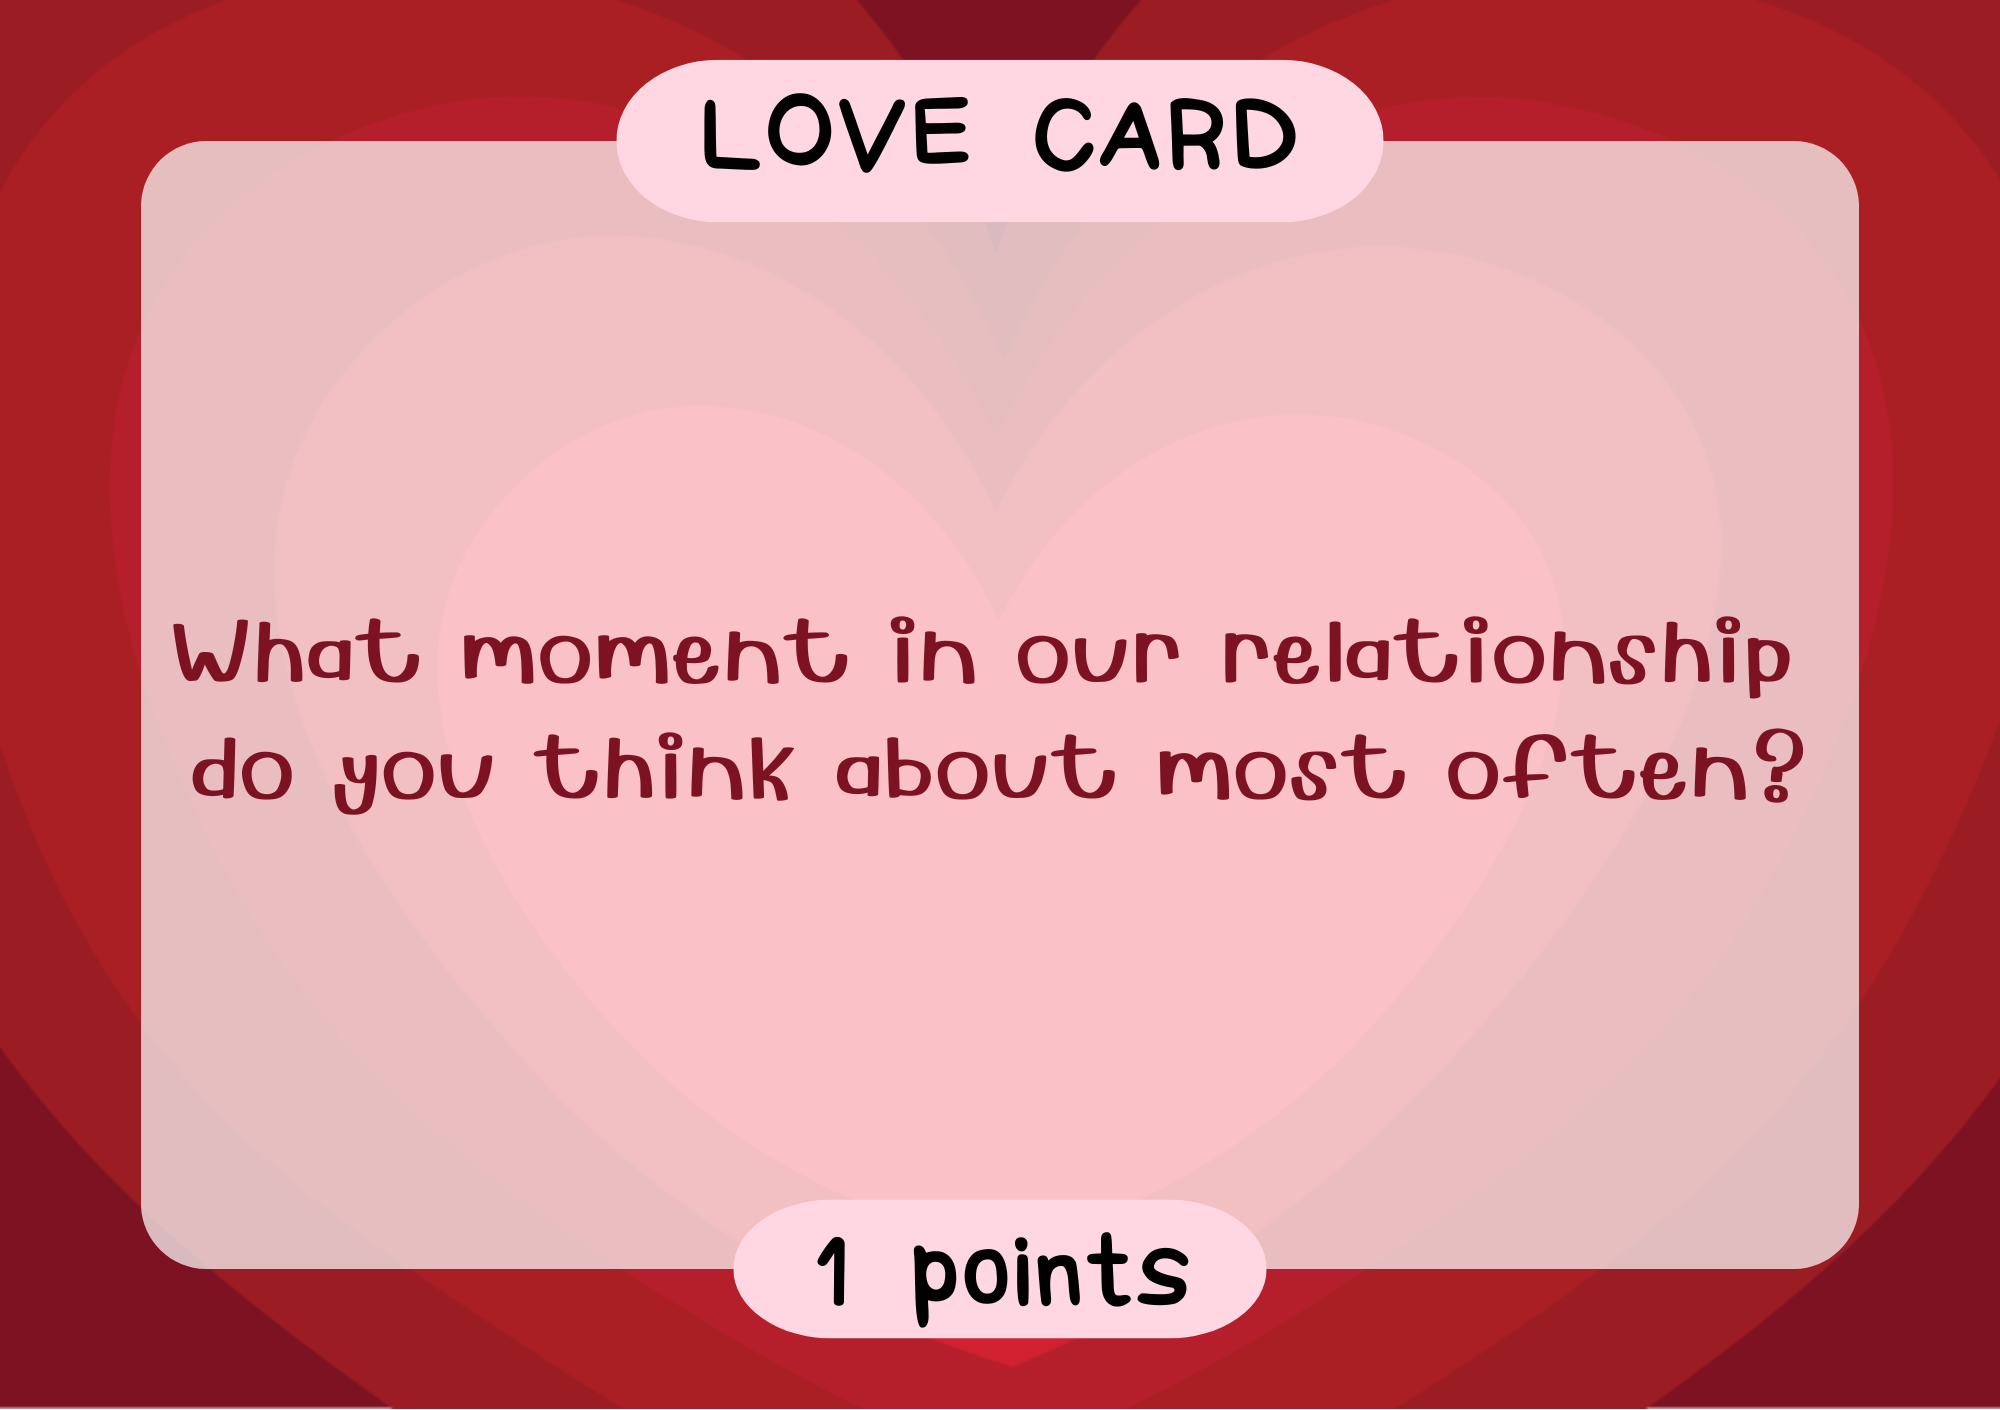 LOVE CARD
What moment in our relationship
do you think about most often?
1 points